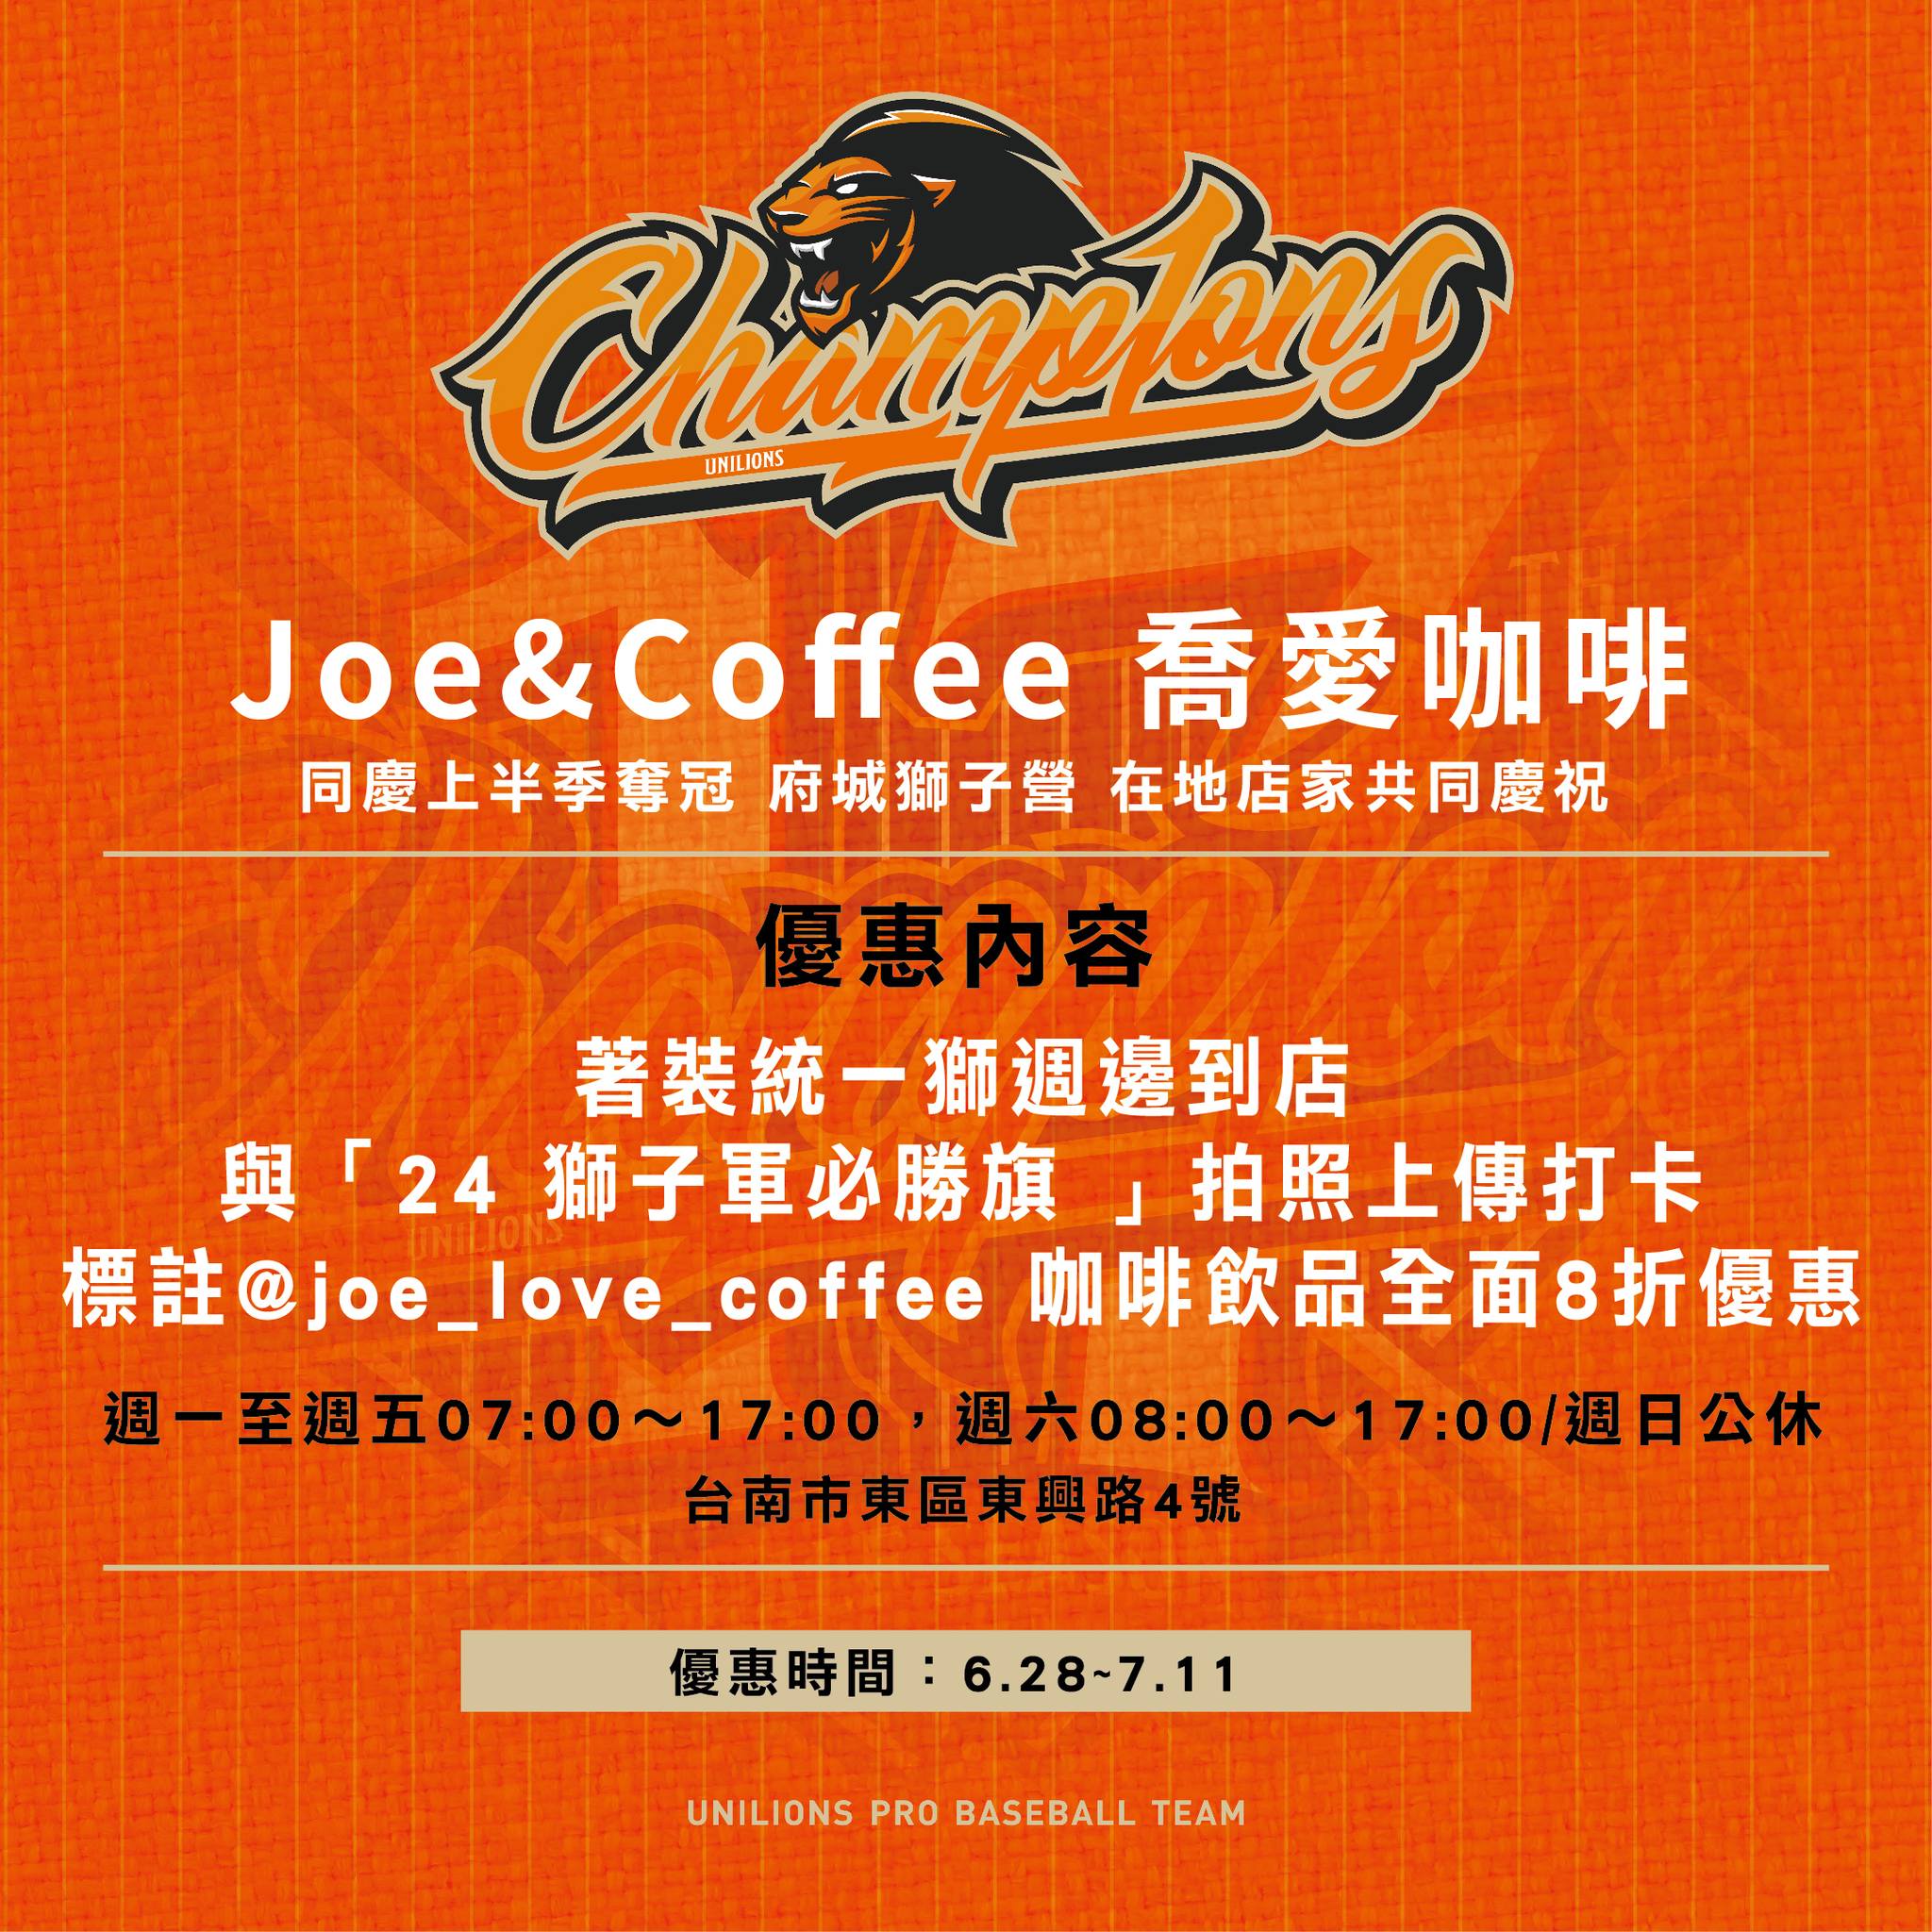 Champ1ons
UNILIONS
Joe&Coffee 喬愛咖啡
同慶上半季奪冠 府城獅子營 在地店家共同慶祝
優惠內容
著裝統一獅週邊到店
與「24 獅子軍必勝旗 」拍照上傳打卡
標註@joe_love_coffee 咖啡飲品全面8折優惠
週一至週五07:00～17:00，週六08:00～17:00/週日公休
台南市東區東興路4號
優惠時間：6.28~7.11
UNILIONS PRO BASEBALL TEAM